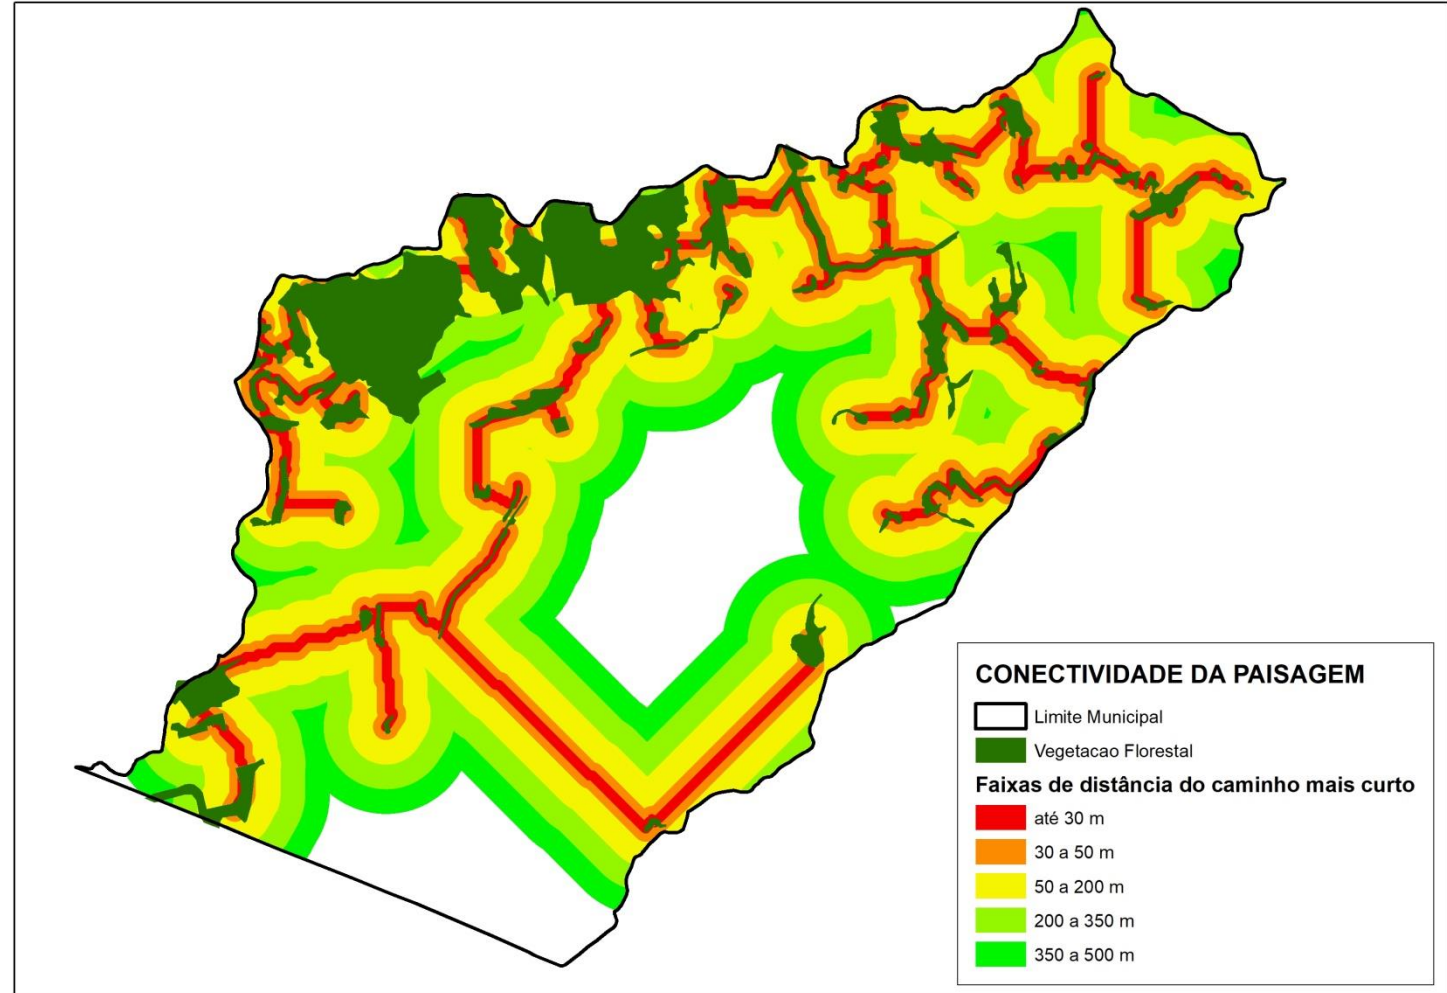 CONECTIVIDADE DA PAISAGEM
Limite Municipal
Vegetacao Florestal
Faixas de distância do caminho mais curto
até 30 m
30 a 50 m
50 a 200 m
200 a 350 m
350 a 500 m